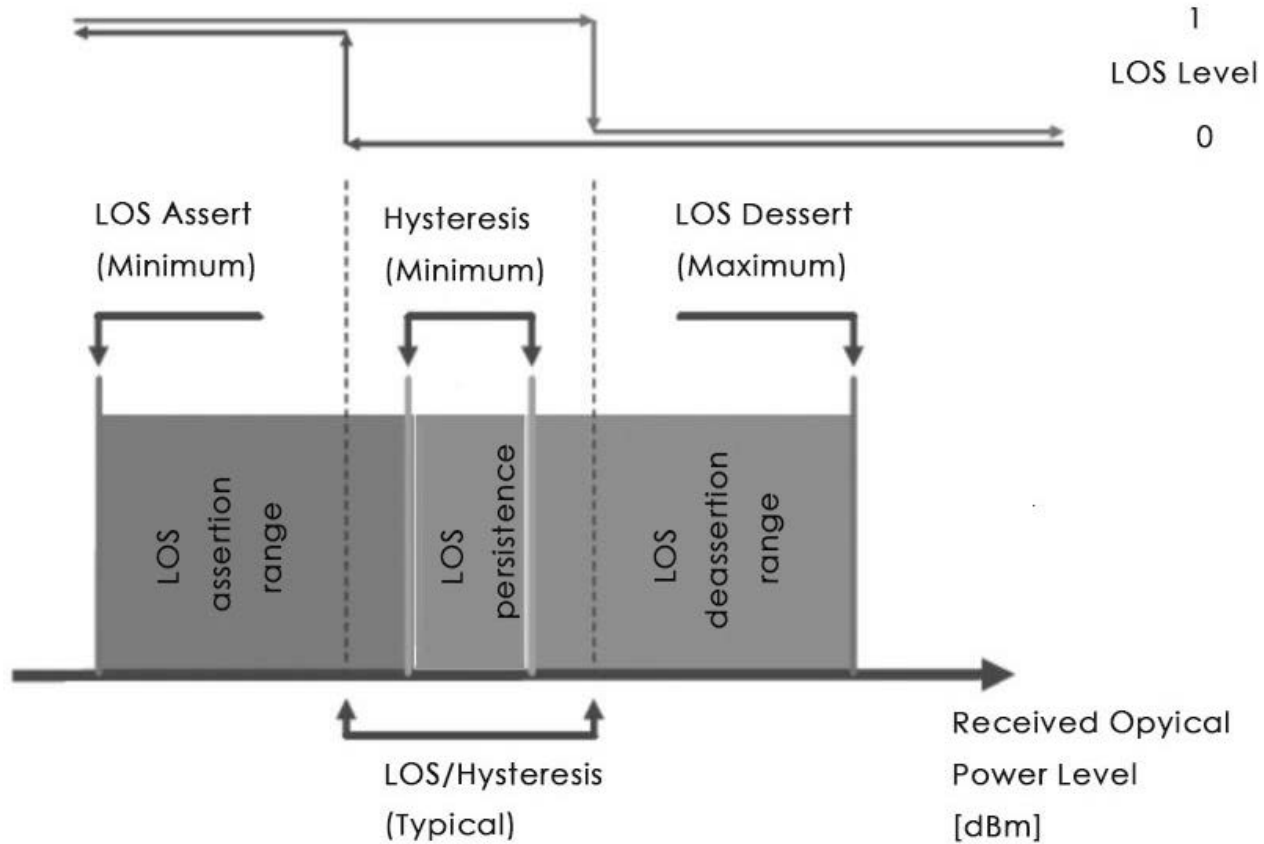 1
LOS Level
0
LOS Assert
(Minimum)
Hysteresis
(Minimum)
LOS Dessert
(Maximum)
LOS
assertion
range
LOS
persistence
LOS
deassertion
range
LOS/Hysteresis
(Typical)
Received Opyical
Power Level
[dBm]